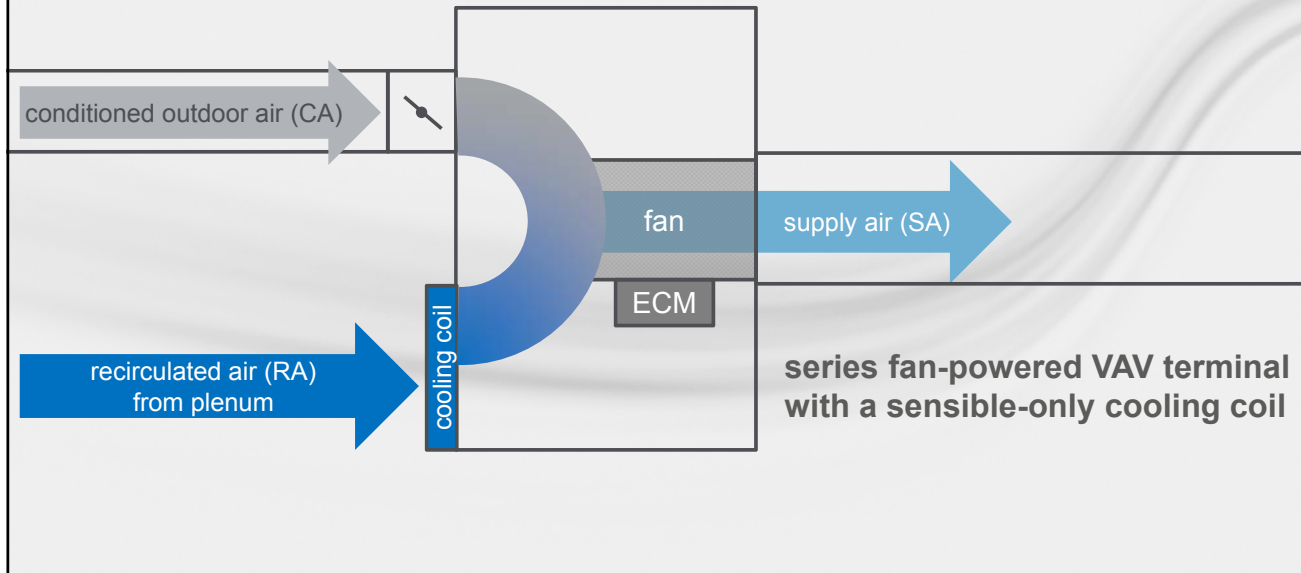 conditioned outdoor air (CA)
fan
supply air (SA)
ECM
cooling coil
recirculated air (RA)
from plenum
series fan-powered VAV terminal
with a sensible-only cooling coil